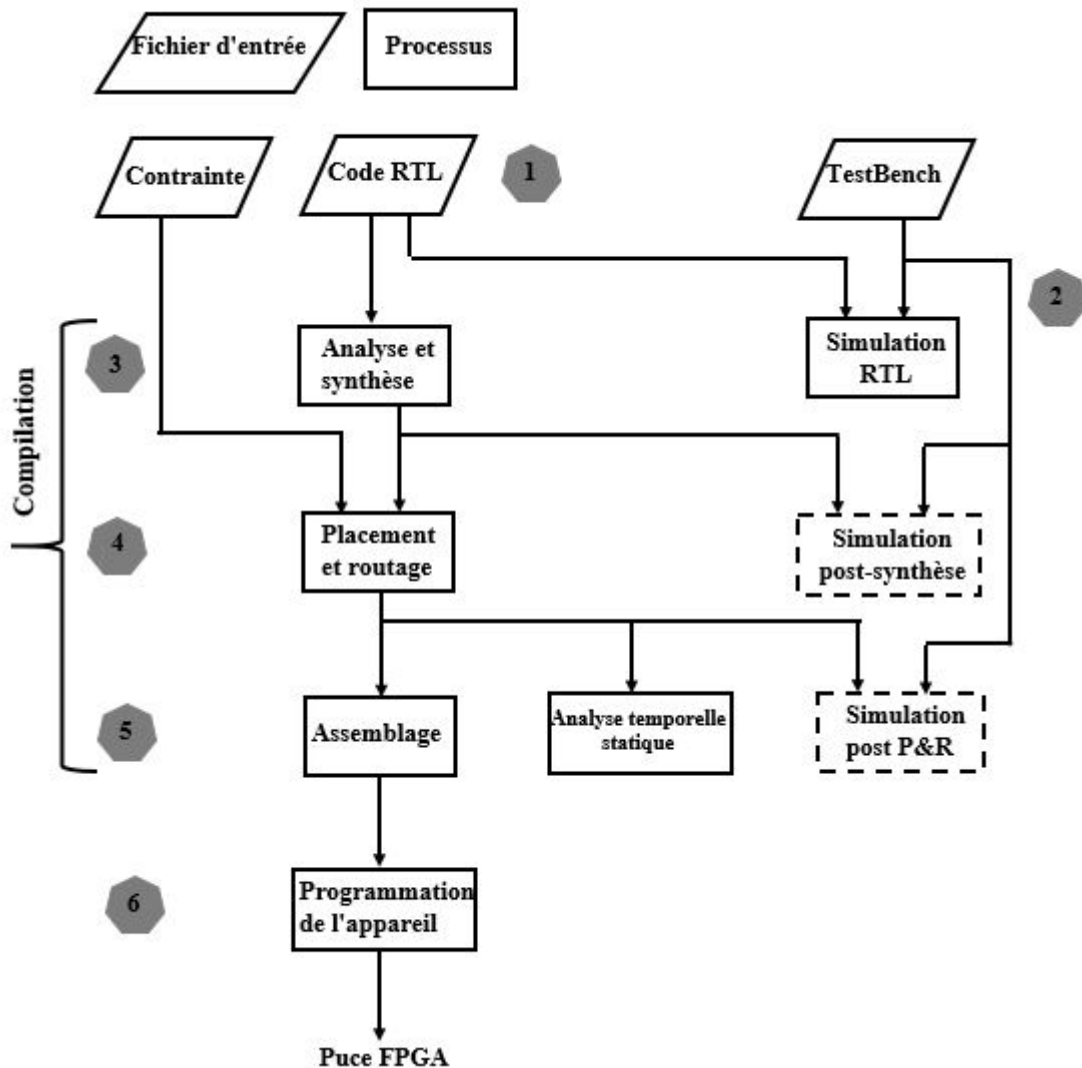 Fichier d'entrée
Processus
Contrainte
Code RTL
1
TestBench
2
Compilation
3
Analyse et
synthèse
Simulation
RTL
4
Placement
et routage
Simulation
post-synthèse
5
Assemblage
Analyse temporelle
statique
Simulation
post P&R
6
Programmation
de l'appareil
Puce FPGA